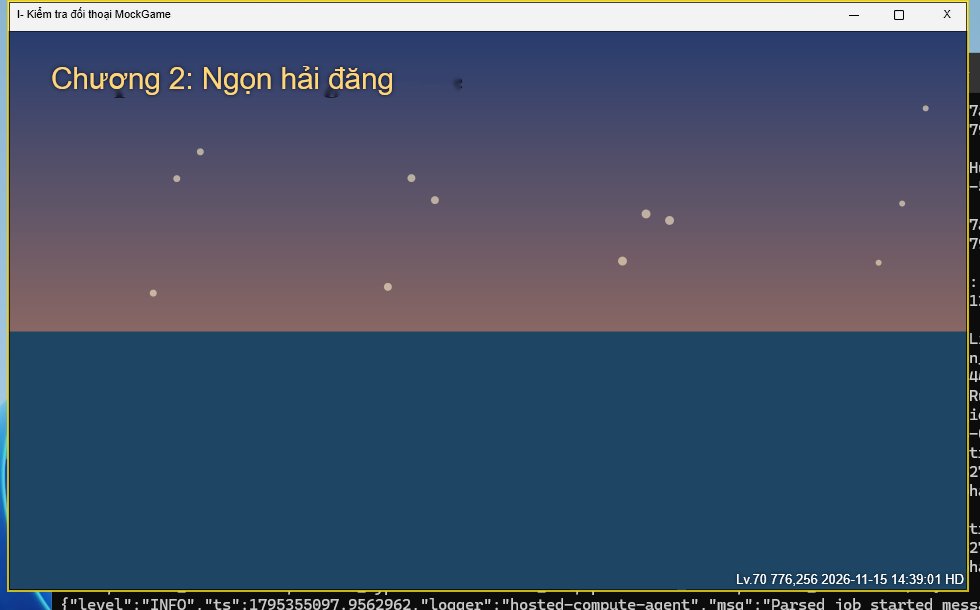 I- Kiểm tra đối thoại MockGame
X
Chương 2: Ngọn hải đăng
Lv.70 776,256 2026-11-15 14:39:01 HD
{"level":"INFO","ts":1795355097.9562962,"logger":"hosted-compute-agent","msg":"Parsed job started mes